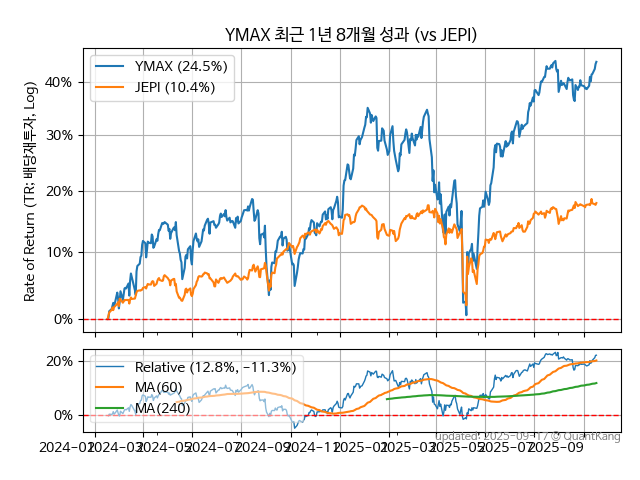 YMAX 최근 1년 8개월 성과 (vs JEPI)
Rate of Return (TR: 배당재투자, Log)
YMAX (24.5%)
JEPI (10.4%)
40%
30%
20%
10%
0%
Relative (12.8%, −11.3%)
MA(60)
MA(240)
20%
0%
2024-01
2024-03
2024-05
2024-07
2024-09
2024-11
2025-01
2025-03
2025-05
2025-07
2025-09
updated: 2025-09-17 © QuantKang